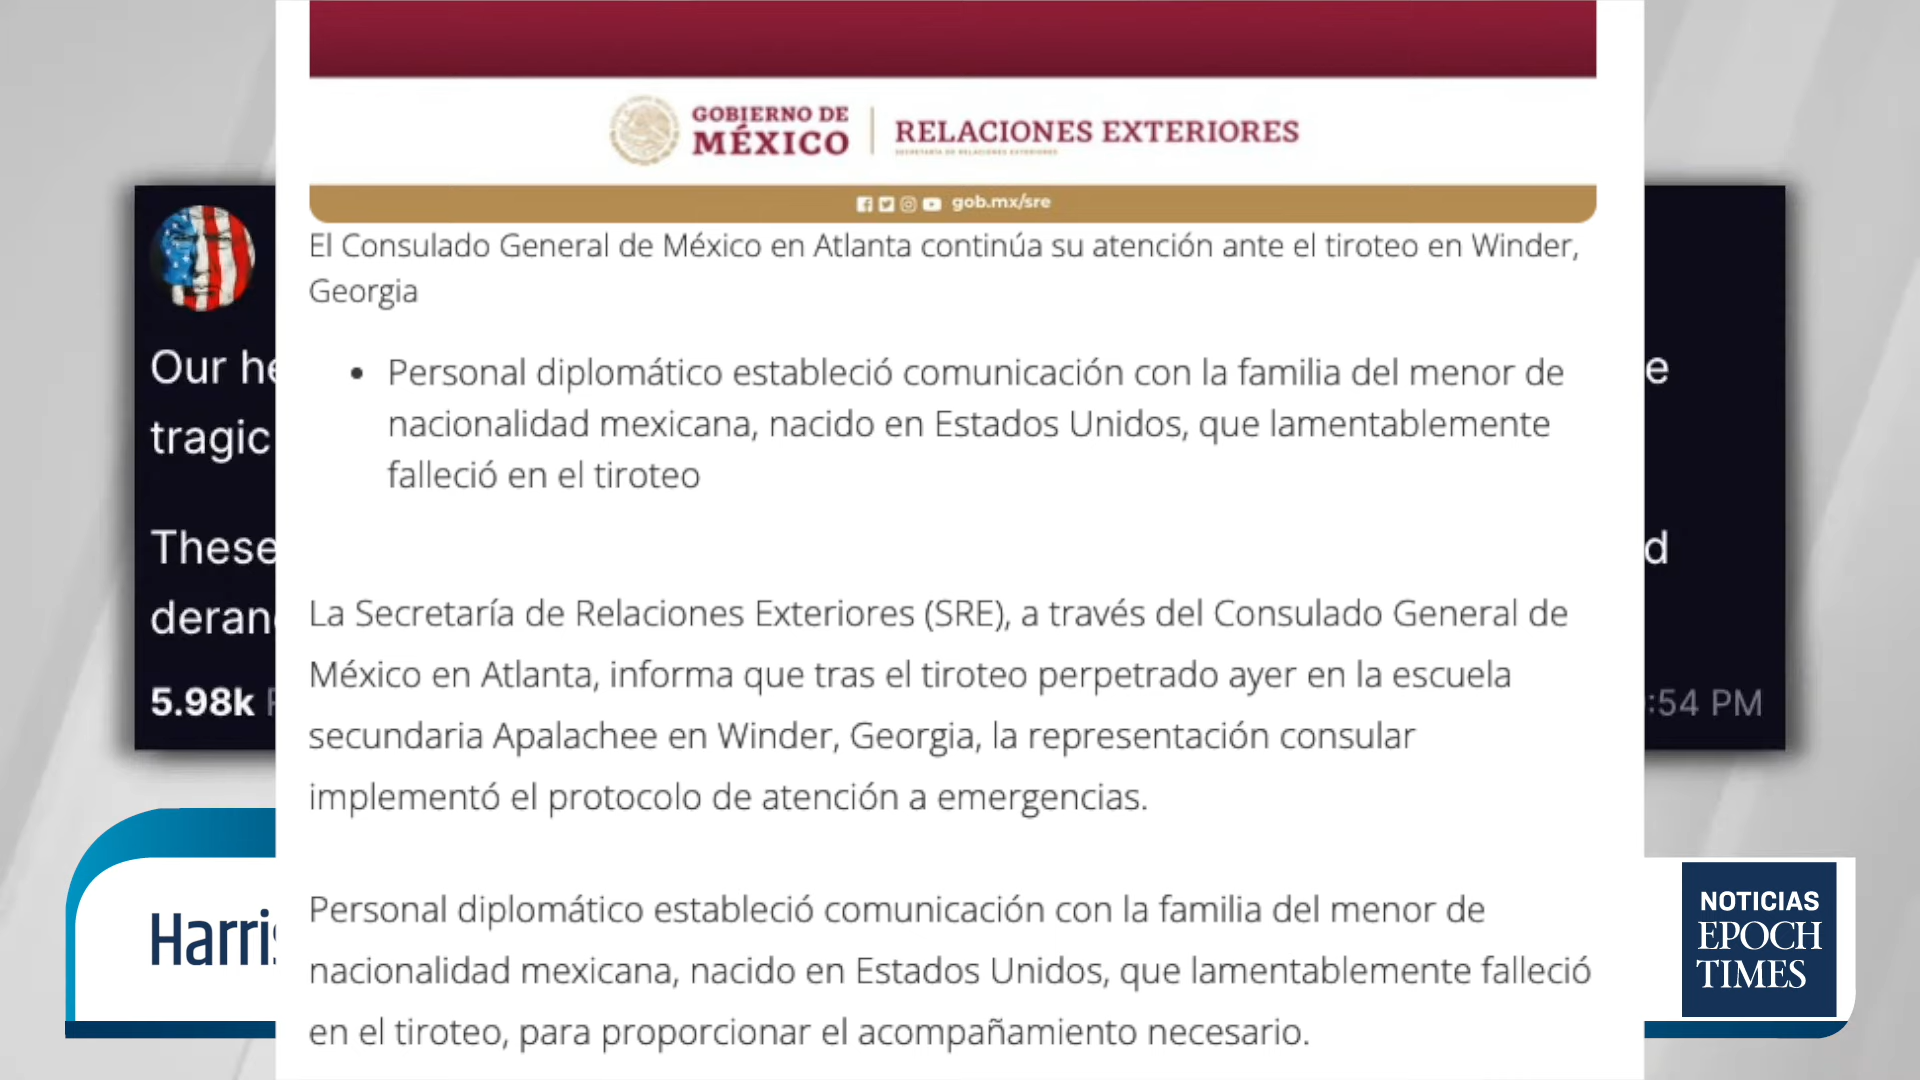 GOBIERNO DE
MÉXICO
RELACIONES EXTERIORES
SECRETARÍA DE RELACIONES EXTERIORES
gob.mx/sre
El Consulado General de México en Atlanta continúa su atención ante el tiroteo en Winder,
Georgia
• Personal diplomático estableció comunicación con la familia del menor de
nacionalidad mexicana, nacido en Estados Unidos, que lamentablemente
falleció en el tiroteo
La Secretaría de Relaciones Exteriores (SRE), a través del Consulado General de
México en Atlanta, informa que tras el tiroteo perpetrado ayer en la escuela
secundaria Apalachee en Winder, Georgia, la representación consular
implementó el protocolo de atención a emergencias.
Personal diplomático estableció comunicación con la familia del menor de
nacionalidad mexicana, nacido en Estados Unidos, que lamentablemente falleció
en el tiroteo, para proporcionar el acompañamiento necesario.
Our he
e
tragic
These
d
deran
5.98k
:54 PM
Harris
NOTICIAS
EPOCH
TIMES